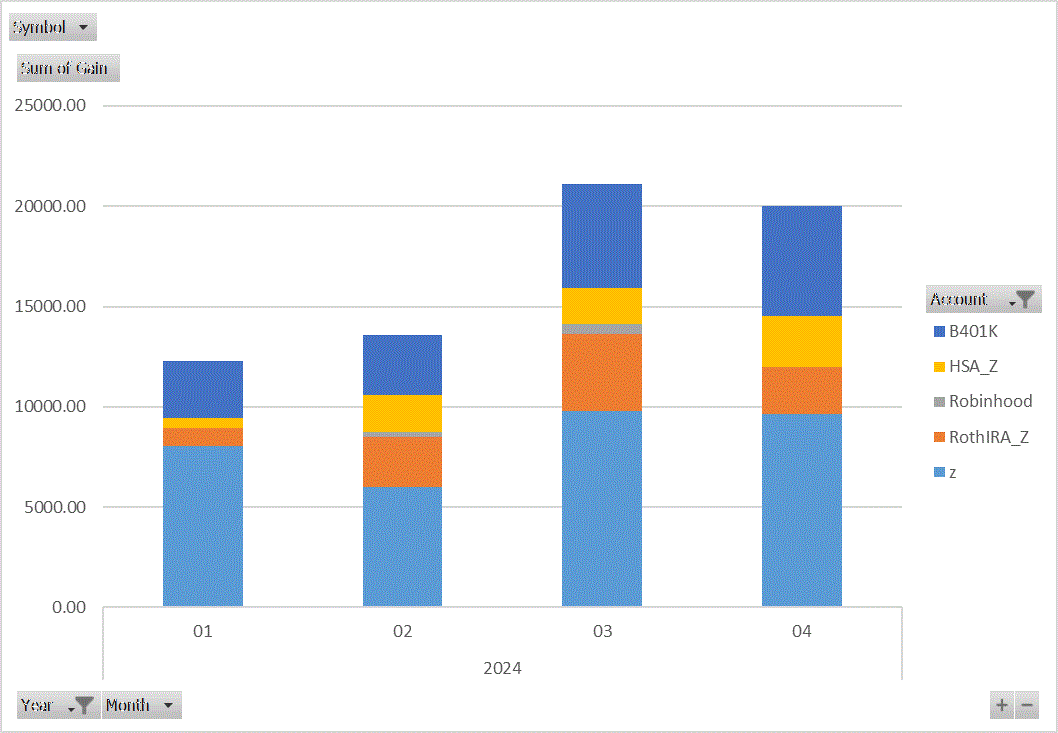 Symbol
Sum of Gain
25000.00
20000.00
15000.00
10000.00
5000.00
0.00
01 02 03 04
2024
Account
B401K
HSA_Z
Robinhood
RothIRA_Z
z
Year Month
+ −